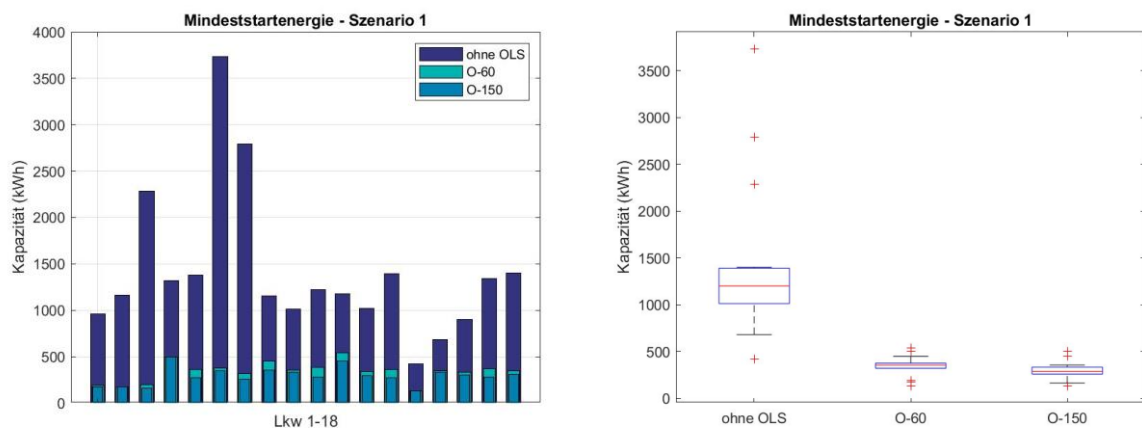 Mindeststartenergie - Szenario 1
Kapazität (kWh)
4000
3500
3000
2500
2000
1500
1000
500
0
ohne OLS
O-60
O-150
Lkw 1-18
Mindeststartenergie - Szenario 1
Kapazität (kWh)
3500
3000
2500
2000
1500
1000
500
0
ohne OLS
O-60
O-150